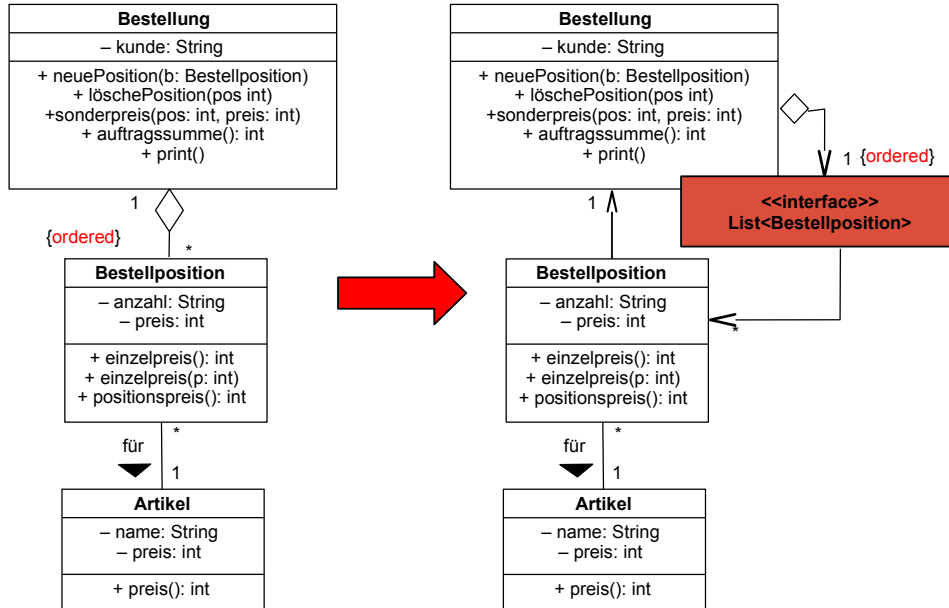 Bestellung
– kunde: String
+ neuePosition(b: Bestellposition)
+ löschePosition(pos int)
+sonderpreis(pos: int, preis: int)
+ auftragssumme(): int
+ print()
1
{ordered}
*
Bestellposition
– anzahl: String
– preis: int
+ einzelpreis(): int
+ einzelpreis(p: int)
+ positionspreis(): int
*
für
1
Artikel
– name: String
– preis: int
+ preis(): int
Bestellung
– kunde: String
+ neuePosition(b: Bestellposition)
+ löschePosition(pos int)
+sonderpreis(pos: int, preis: int)
+ auftragssumme(): int
+ print()
1 {ordered}
<<interface>>
List<Bestellposition>
1
*
Bestellposition
– anzahl: String
– preis: int
+ einzelpreis(): int
+ einzelpreis(p: int)
+ positionspreis(): int
*
für
1
Artikel
– name: String
– preis: int
+ preis(): int